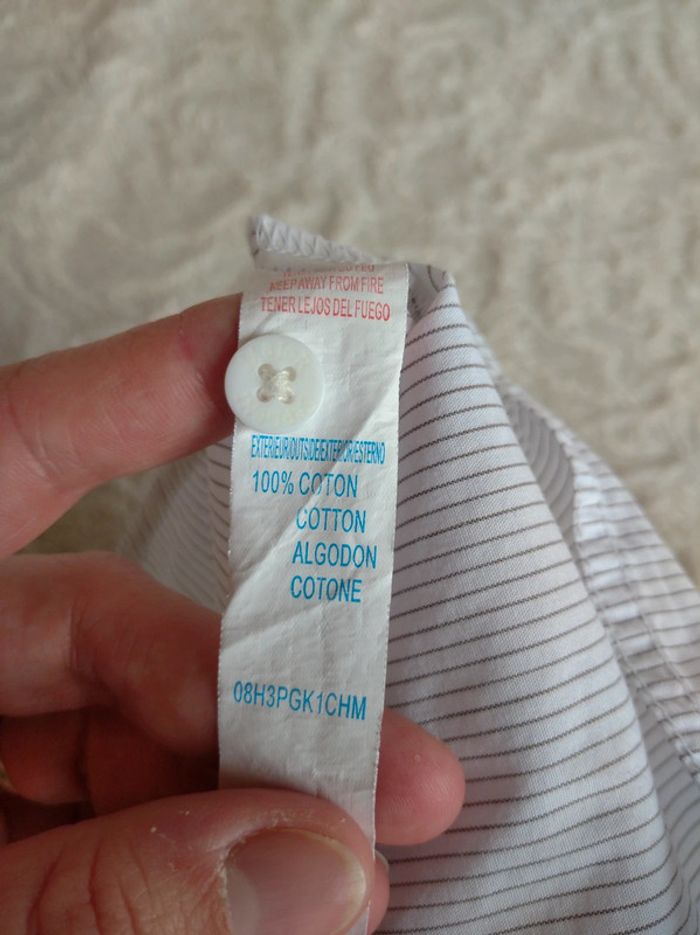 KEEP AWAY FROM FIRE
TENER LEJOS DEL FUEGO
EXTERIEUR/OUTSIDE/EXTERIOR/ESTERNO
100% COTON
COTTON
ALGODON
COTONE
08H3PGK1CHM